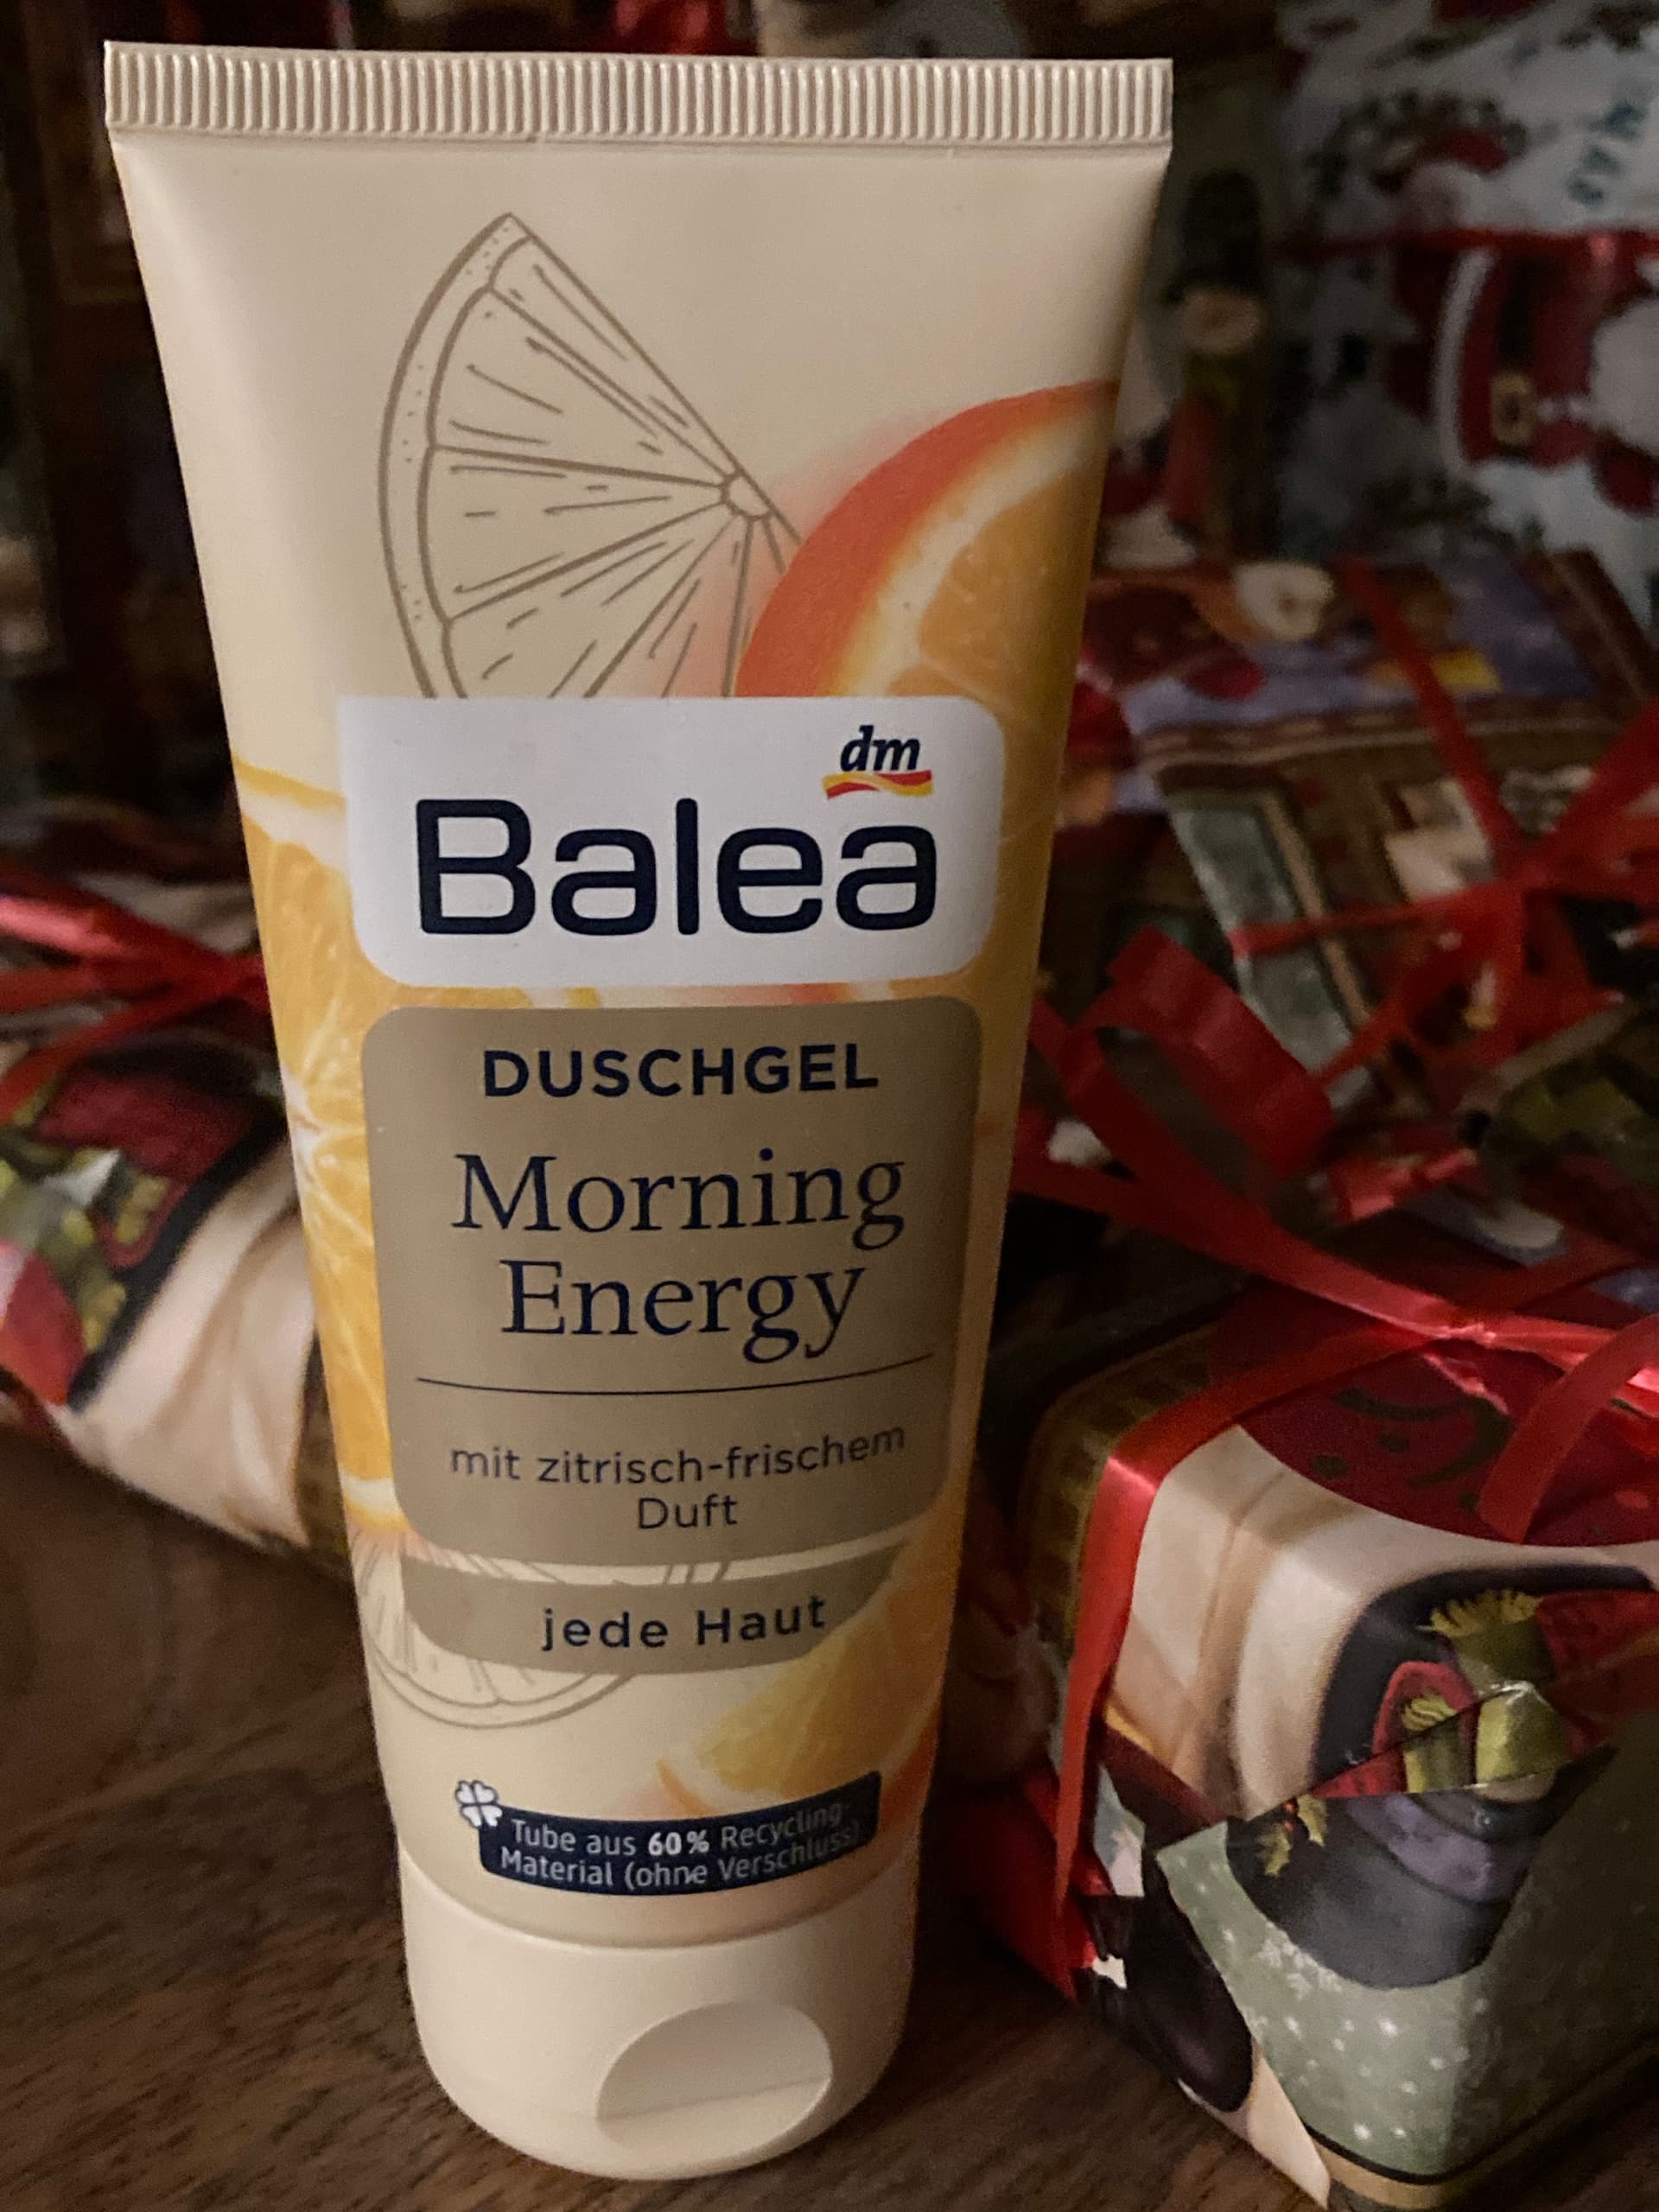 dm
Balea
DUSCHGEL
Morning
Energy
mit zitrisch-frischem
Duft
jede Haut
Tube aus 60% Recycling-
Material (ohne Verschluss)